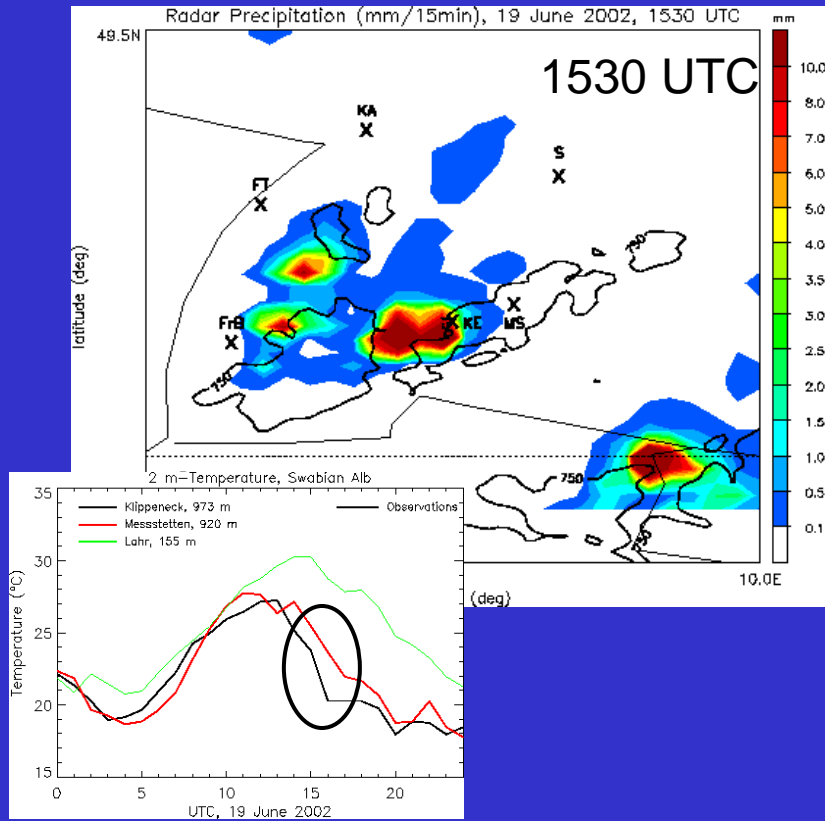 Radar Precipitation (mm/15min), 19 June 2002, 1530 UTC
mm
49.5N
1530 UTC
KA
S
FT
10.0
8.0
7.0
6.0
5.0
4.0
3.5
3.0
2.5
2.0
1.5
1.0
0.5
0.1
750
latitude (deg)
FrB
KE
MS
750
750
750
10.0E
(deg)
2 m-Temperature, Swabian Alb
Klippeneck, 973 m
Observations
Messstetten, 920 m
Lahr, 155 m
Temperature (°C)
35
30
25
20
15
0
5
10
15
20
UTC, 19 June 2002